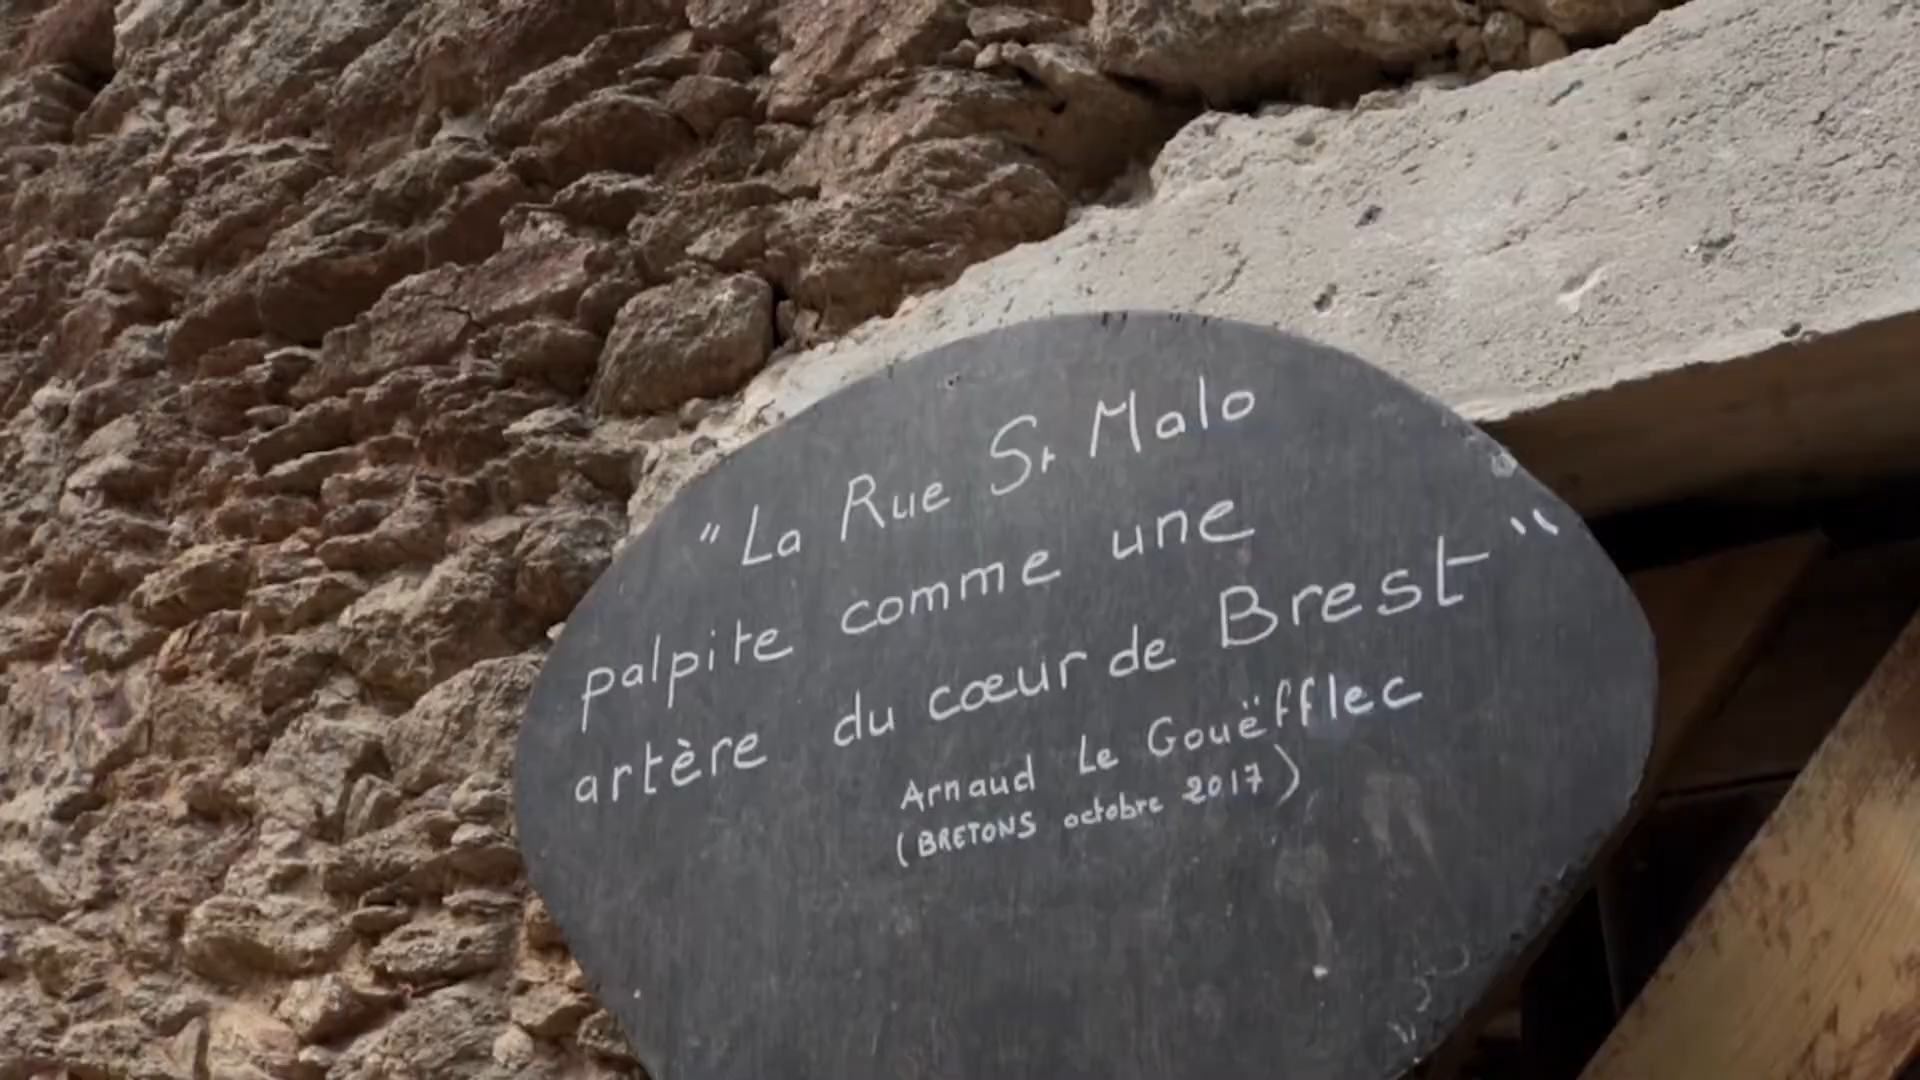 "La Rue St Malo
palpite comme une
artère du cœur de Brest"
Arnaud Le Gouëfflec
(BRETONS octobre 2017)